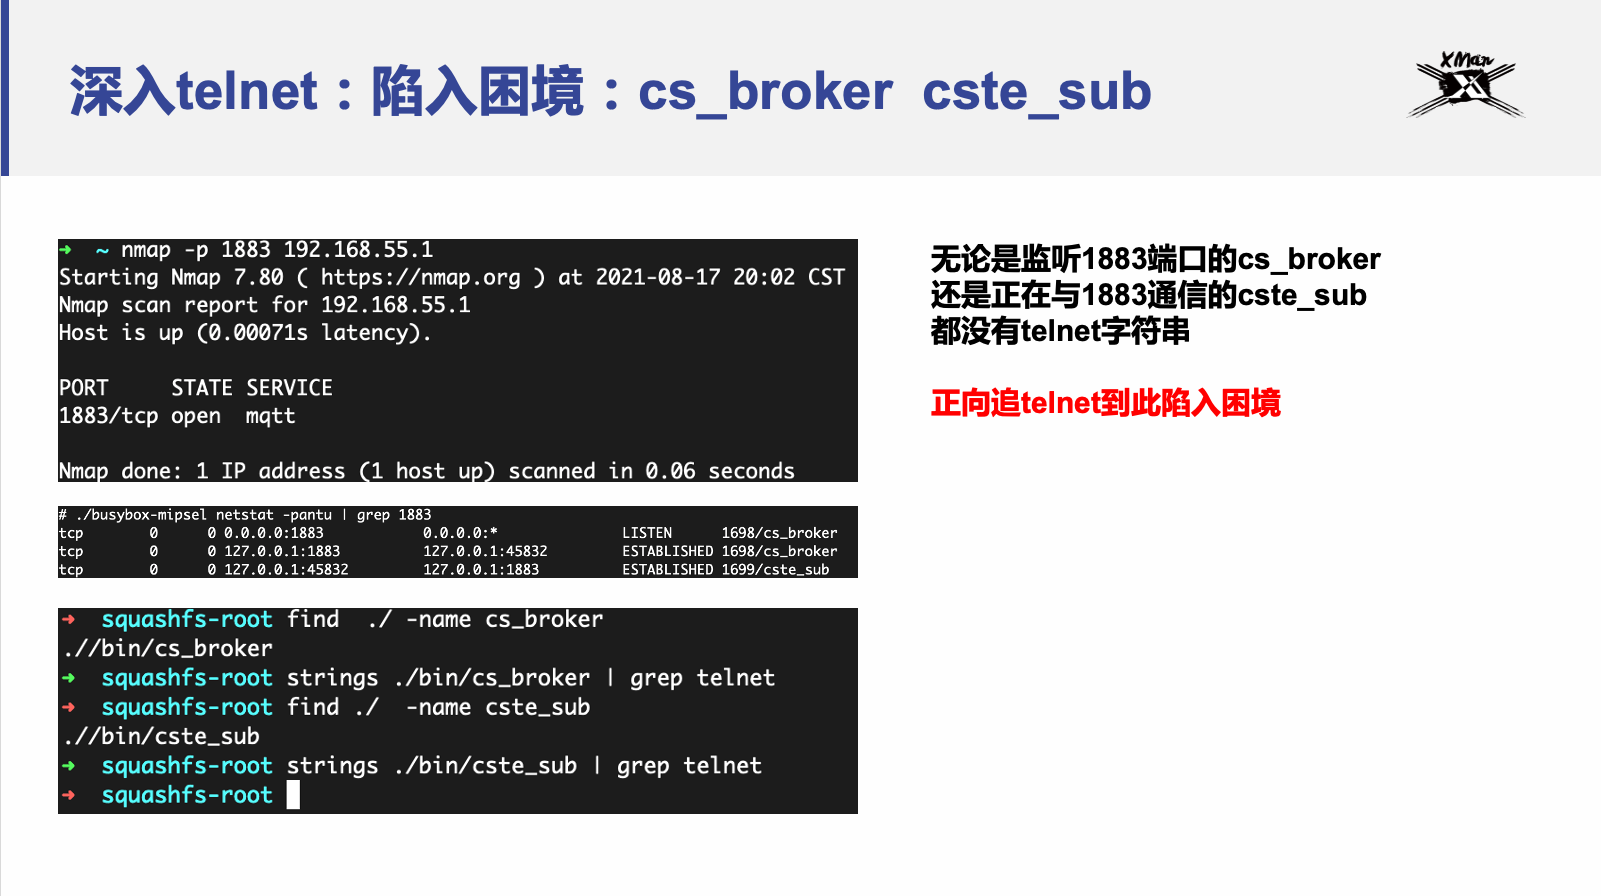 深入telnet：陷入困境：cs_broker cste_sub
XMan
➜ ~ nmap -p 1883 192.168.55.1
Starting Nmap 7.80 ( https://nmap.org ) at 2021-08-17 20:02 CST
Nmap scan report for 192.168.55.1
Host is up (0.00071s latency).
PORT STATE SERVICE
1883/tcp open mqtt
Nmap done: 1 IP address (1 host up) scanned in 0.06 seconds
# ./busybox-mipsel netstat -pantu | grep 1883
tcp 0 0 0.0.0.0:1883 0.0.0.0:* LISTEN 1698/cs_broker
tcp 0 0 127.0.0.1:1883 127.0.0.1:45832 ESTABLISHED 1698/cs_broker
tcp 0 0 127.0.0.1:45832 127.0.0.1:1883 ESTABLISHED 1699/cste_sub
➜ squashfs-root find ./ -name cs_broker
.//bin/cs_broker
➜ squashfs-root strings ./bin/cs_broker | grep telnet
➜ squashfs-root find ./ -name cste_sub
.//bin/cste_sub
➜ squashfs-root strings ./bin/cste_sub | grep telnet
➜ squashfs-root
无论是监听1883端口的cs_broker
还是正在与1883通信的cste_sub
都没有telnet字符串
正向追telnet到此陷入困境